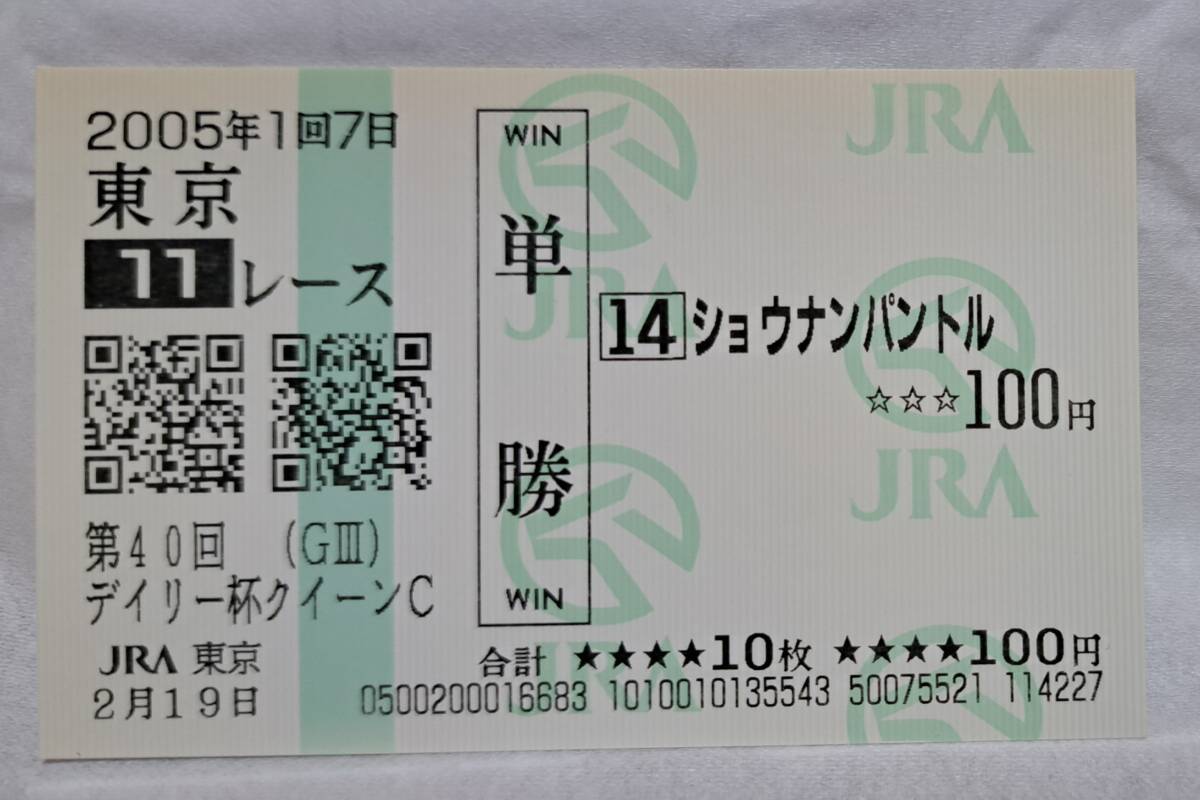 2005年1回7日
東京
11レース
第40回 (GⅢ)
デイリー杯クイーンC
JRA 東京
2月19日
WIN
単勝
WIN
14 ショウナンパントル
☆☆☆100円
合計 ★★★★10枚 ★★★★100円
0500200016683 1010010135543 50075521 114227
JRA
JRA
JRA